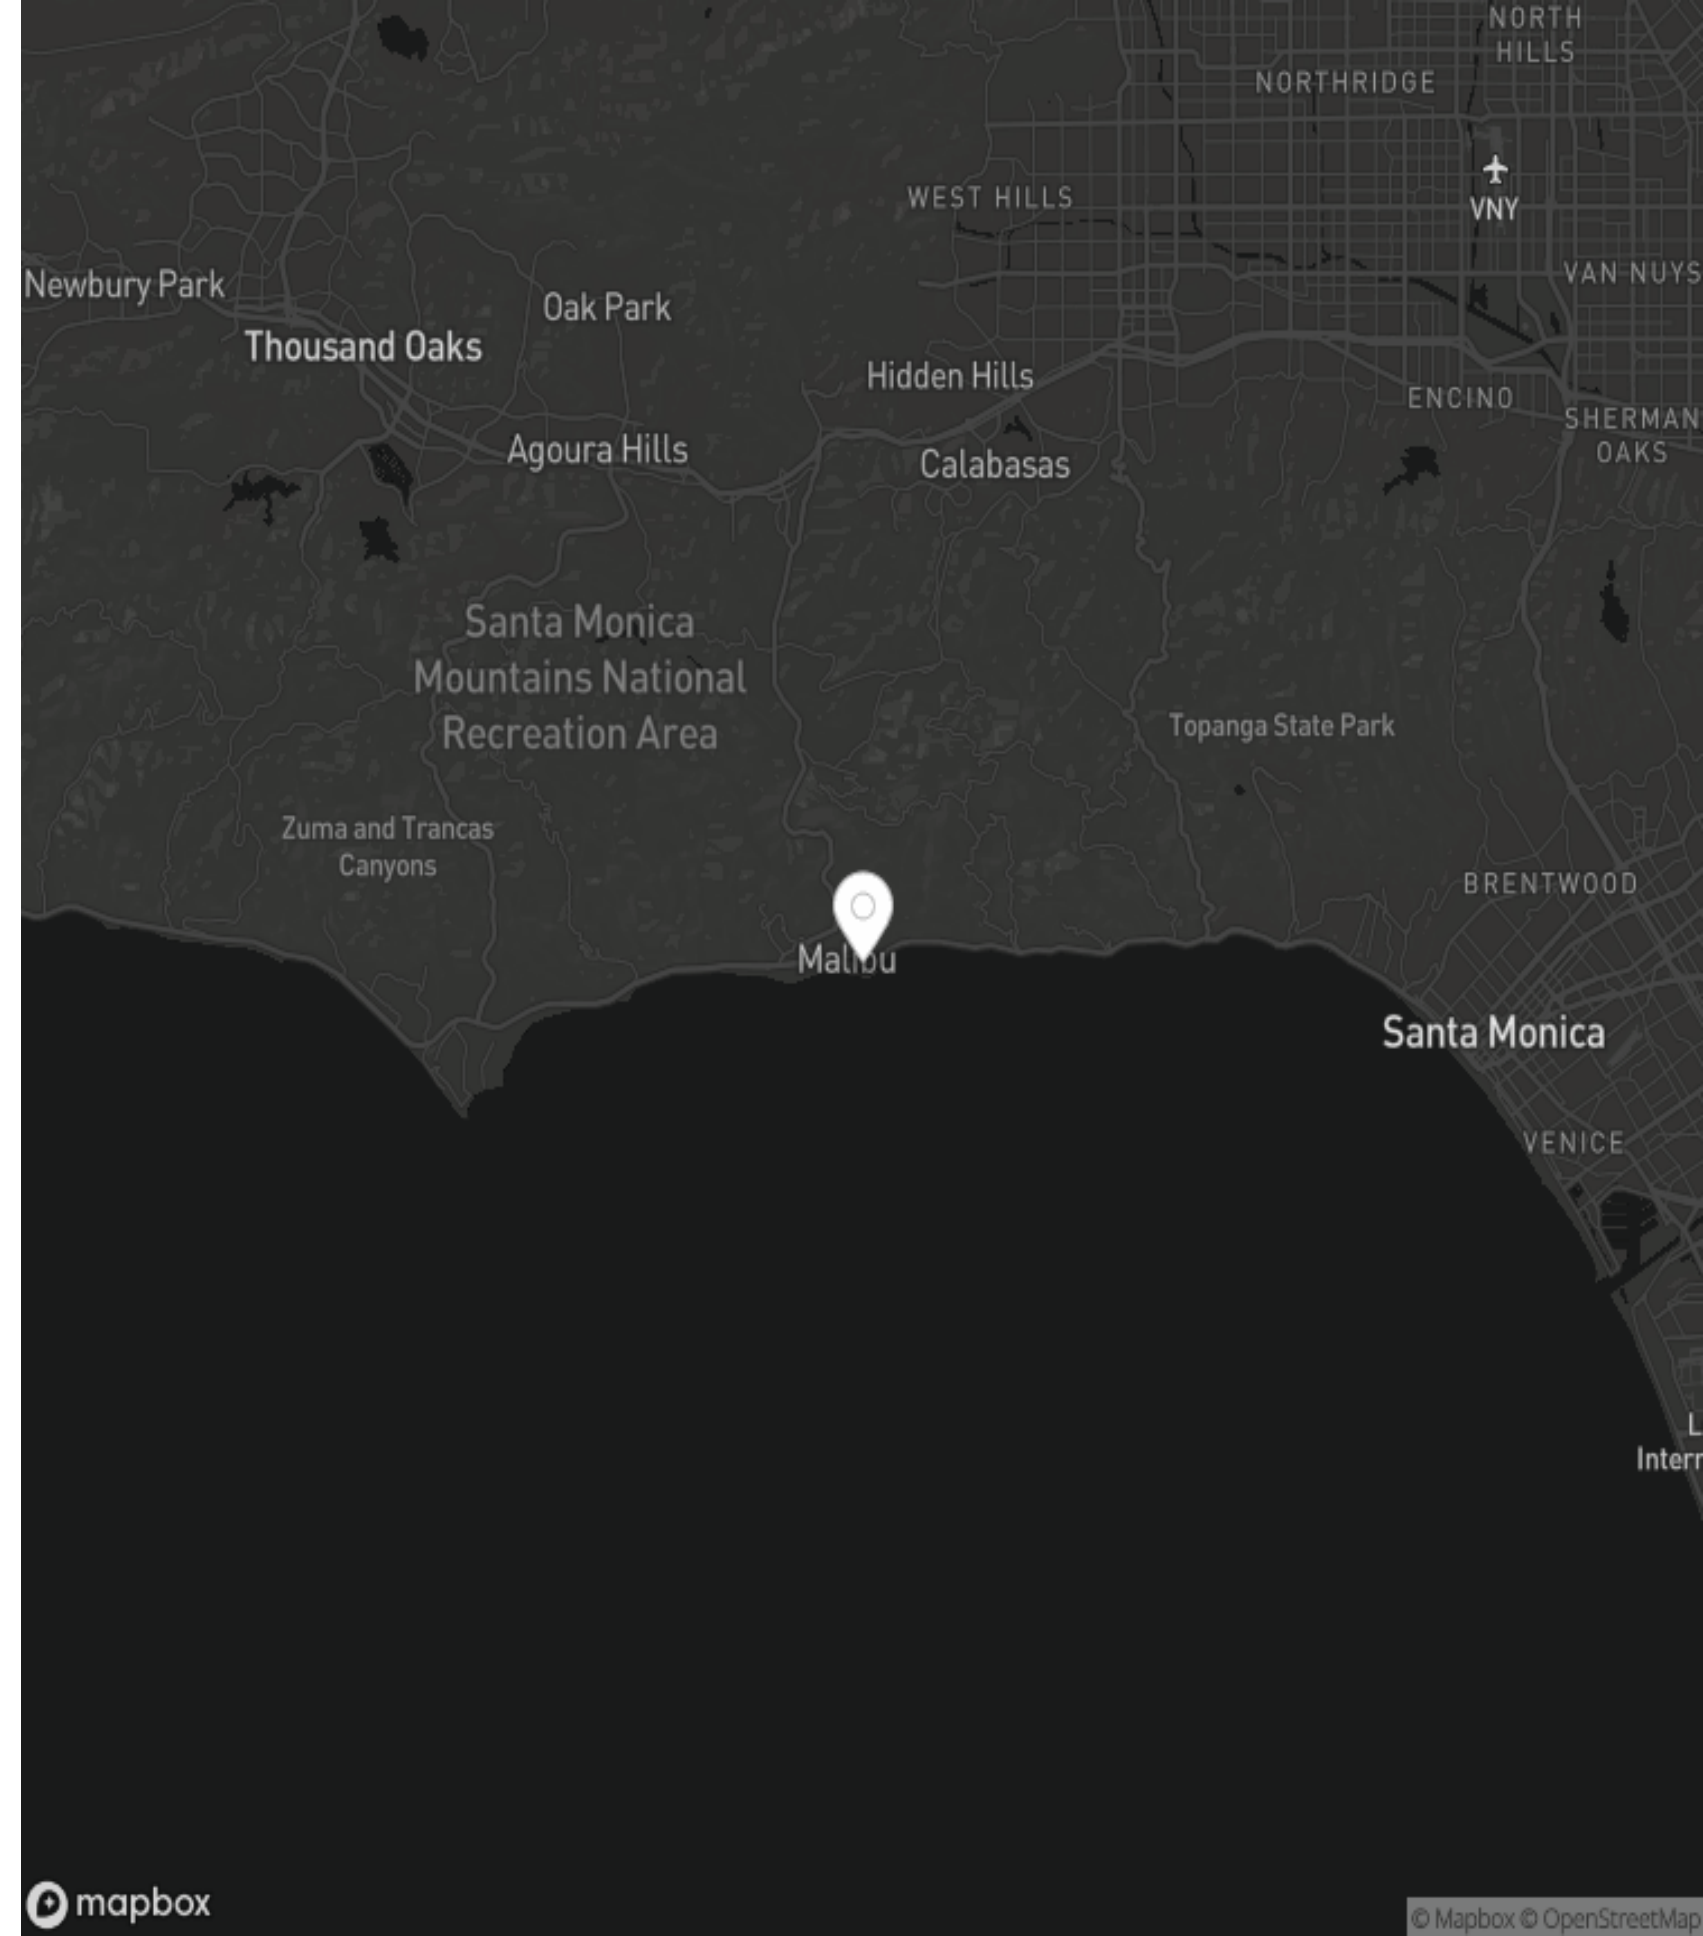 NORTH
HILLS
NORTHRIDGE
WEST HILLS
VNY
VAN NUYS
Newbury Park
Oak Park
Thousand Oaks
Hidden Hills
ENCINO
SHERMAN
OAKS
Agoura Hills
Calabasas
Santa Monica
Mountains National
Recreation Area
Topanga State Park
Zuma and Trancas
Canyons
BRENTWOOD
Malibu
Santa Monica
VENICE
L
Intern
mapbox
© Mapbox © OpenStreetMap